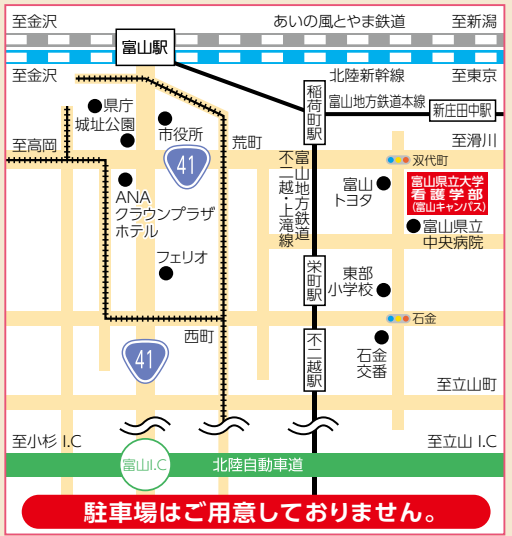 至金沢
あいの風とやま鉄道
至新潟
富山駅
至金沢
北陸新幹線
至東京
県庁
城址公園
市役所
荒町
稲荷町駅
富山地方鉄道本線
新庄田中駅
至高岡
至滑川
41
双代町
ANA
クラウンプラザ
ホテル
富山地方鉄道
不二越・上滝線
富山
トヨタ
富山県立大学
看護学部
(富山キャンパス)
富山県立
中央病院
フェリオ
栄町駅
東部
小学校
西町
石金
41
不二越駅
石金
交番
至立山町
至小杉 I.C
至立山 I.C
富山I.C
北陸自動車道
駐車場はご用意しておりません。